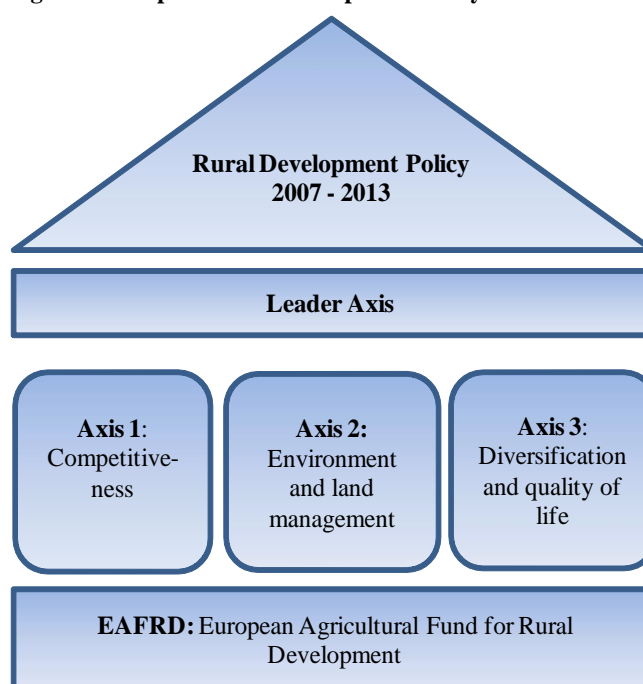 Rural Development Policy
2007 - 2013
Leader Axis
Axis 1:
Competitive-
ness
Axis 2:
Environment
and land
management
Axis 3:
Diversification
and quality of
life
EAFRD: European Agricultural Fund for Rural
Development